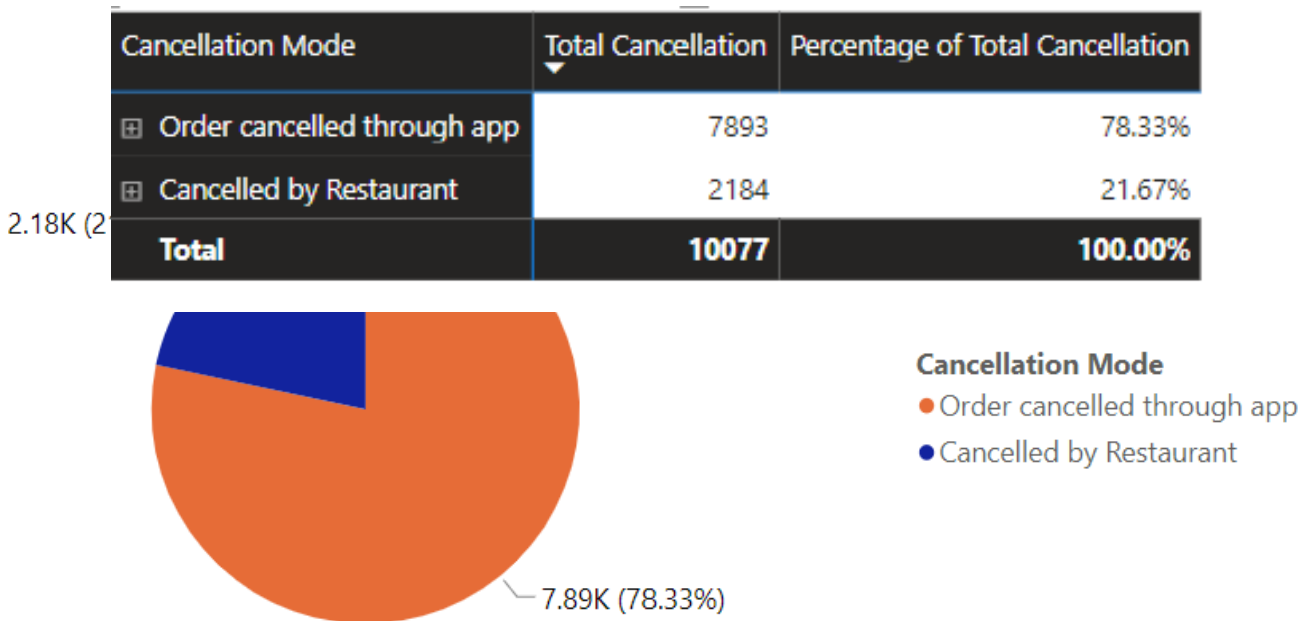 Cancellation Mode Total Cancellation Percentage of Total Cancellation
Order cancelled through app 7893 78.33%
Cancelled by Restaurant 2184 21.67%
2.18K (2
Total 10077 100.00%
Cancellation Mode
Order cancelled through app
Cancelled by Restaurant
7.89K (78.33%)